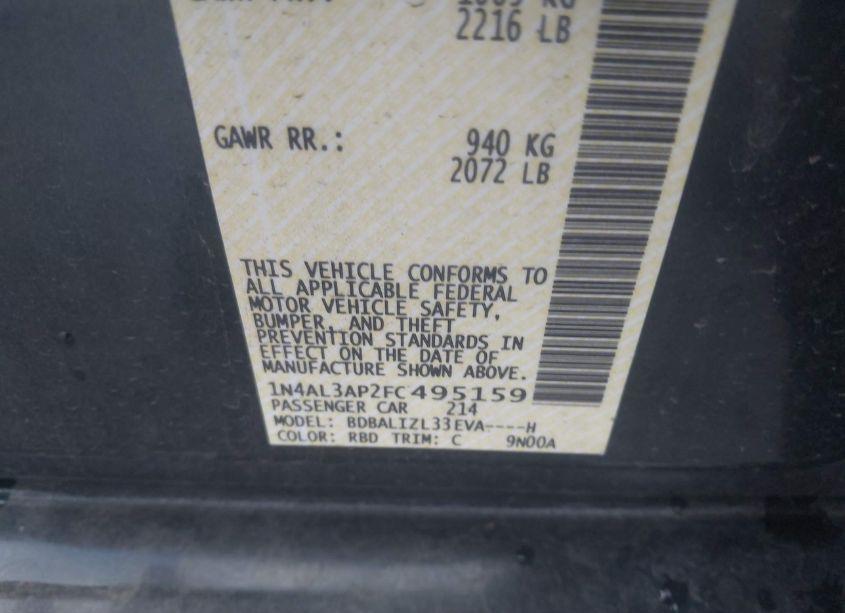 2216 LB
GAWR RR.: 940 KG
2072 LB
THIS VEHICLE CONFORMS TO
ALL APPLICABLE FEDERAL
MOTOR VEHICLE SAFETY,
BUMPER, AND THEFT
PREVENTION STANDARDS IN
EFFECT ON THE DATE OF
MANUFACTURE SHOWN ABOVE.
1N4AL3AP2FC495159
PASSENGER CAR 214
MODEL: BDBALIZL33EVA----H
COLOR: RBD TRIM: C 9N00A